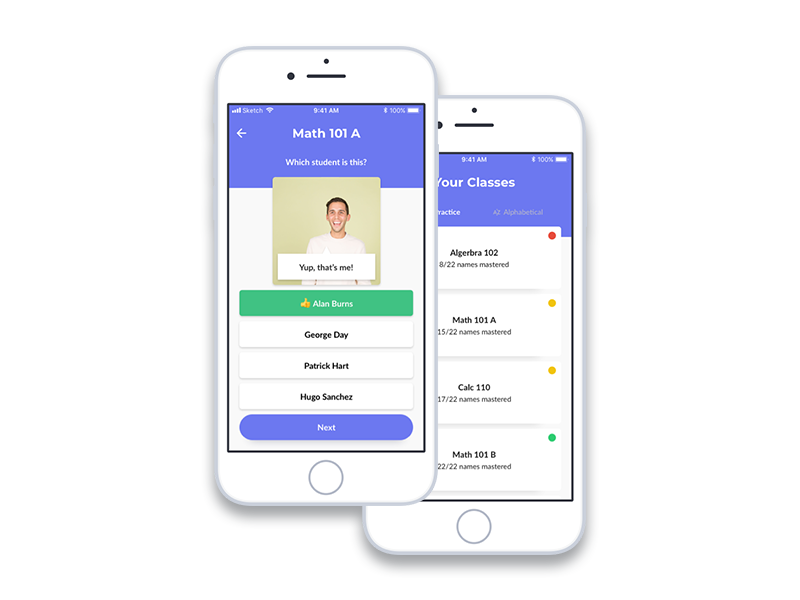 Sketch 9:41 AM 100%
Math 101 A
Which student is this?
Yup, that's me!
👍 Alan Burns
George Day
Patrick Hart
Hugo Sanchez
Next
9:41 AM 100%
Your Classes
ractice AZ Alphabetical
Algerbra 102
8/22 names mastered
Math 101 A
15/22 names mastered
Calc 110
17/22 names mastered
Math 101 B
22/22 names mastered